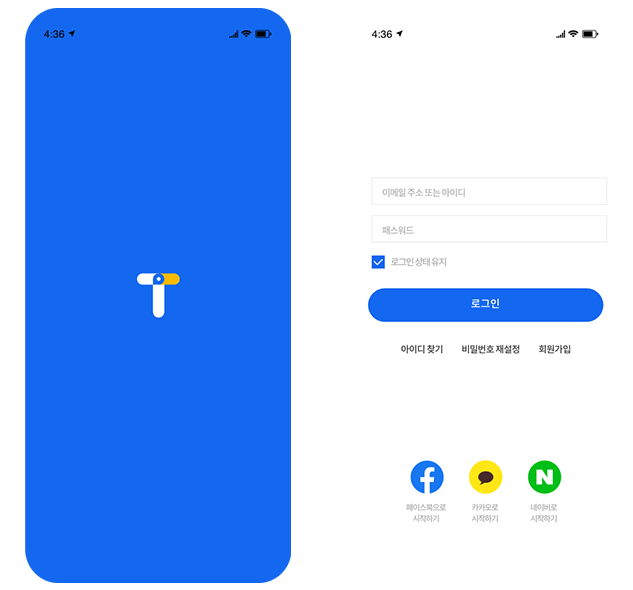 4:36
4:36
이메일 주소 또는 아이디
패스워드
로그인 상태 유지
로그인
아이디 찾기 비밀번호 재설정 회원가입
페이스북으로 시작하기
카카오로 시작하기
네이버로 시작하기